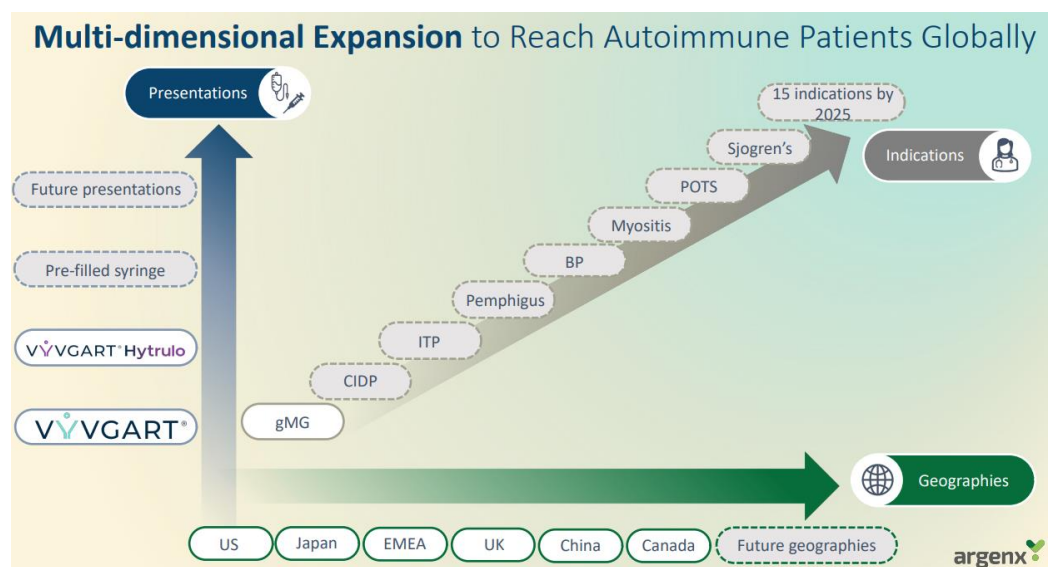 Multi-dimensional Expansion to Reach Autoimmune Patients Globally
Presentations
15 indications by
2025
Sjogren's
Indications
Future presentations
POTS
Myositis
Pre-filled syringe
BP
Pemphigus
VYVGART® Hytrulo
ITP
CIDP
VYVGART®
gMG
Geographies
US
Japan
EMEA
UK
China
Canada
Future geographies
argenx